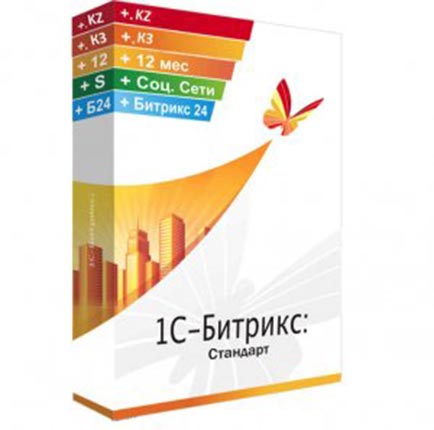 +.KZ
+.KZ
+.КЗ
+.КЗ
+ 12
+ 12 мес
+ S
+ Соц. Сети
+ Б24
+ Битрикс 24
1С-Битрикс
1С-Битрикс:
Стандарт